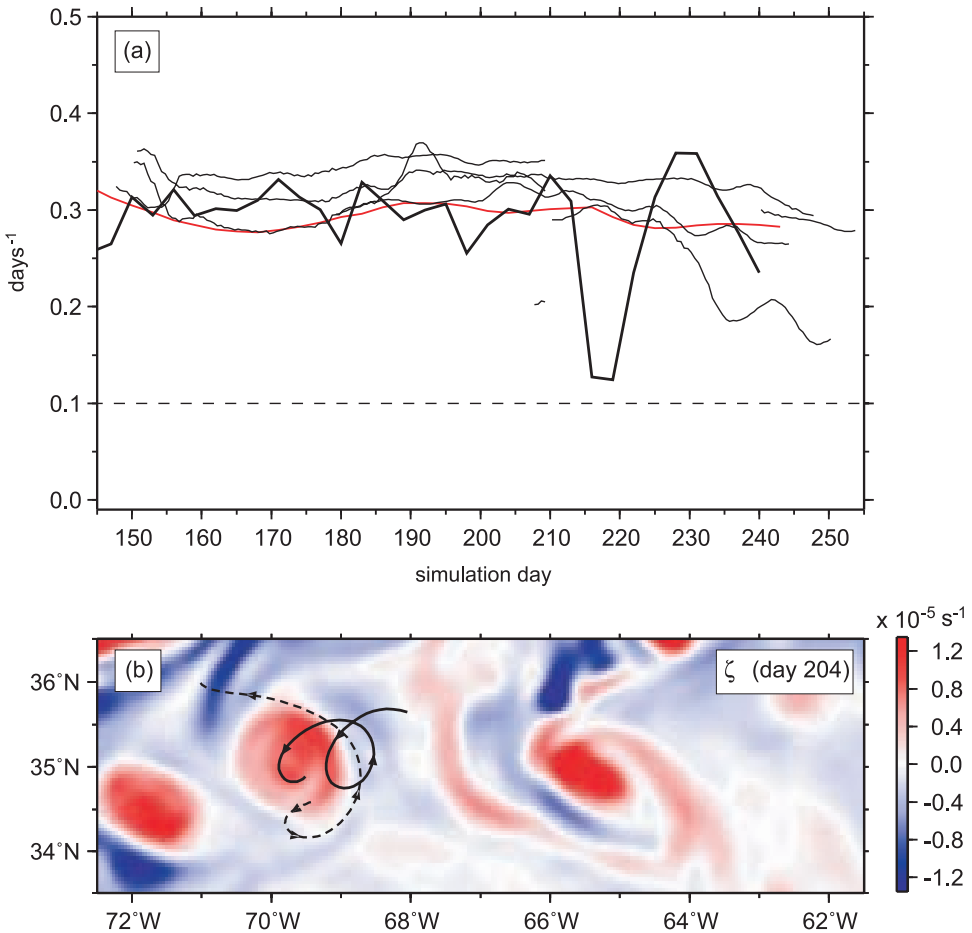 (a)
0.5
0.4
0.3
0.2
0.1
0.0
days⁻¹
150 160 170 180 190 200 210 220 230 240 250
simulation day
(b)
ζ (day 204)
x 10⁻⁵ s⁻¹
36°N
35°N
34°N
72°W 70°W 68°W 66°W 64°W 62°W
1.2
0.8
0.4
0.0
-0.4
-0.8
-1.2